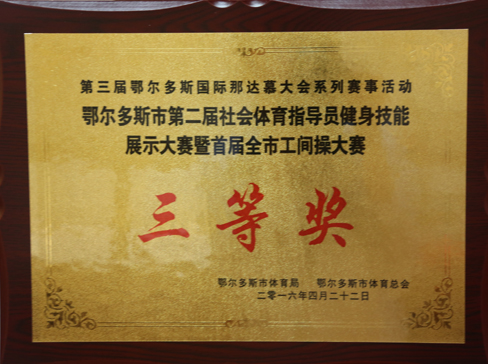 第三届鄂尔多斯国际那达慕大会系列赛事活动
鄂尔多斯市第二届社会体育指导员健身技能
展示大赛暨首届全市工间操大赛
三等奖
鄂尔多斯市体育局 鄂尔多斯市体育总会
二零一六年四月二十二日